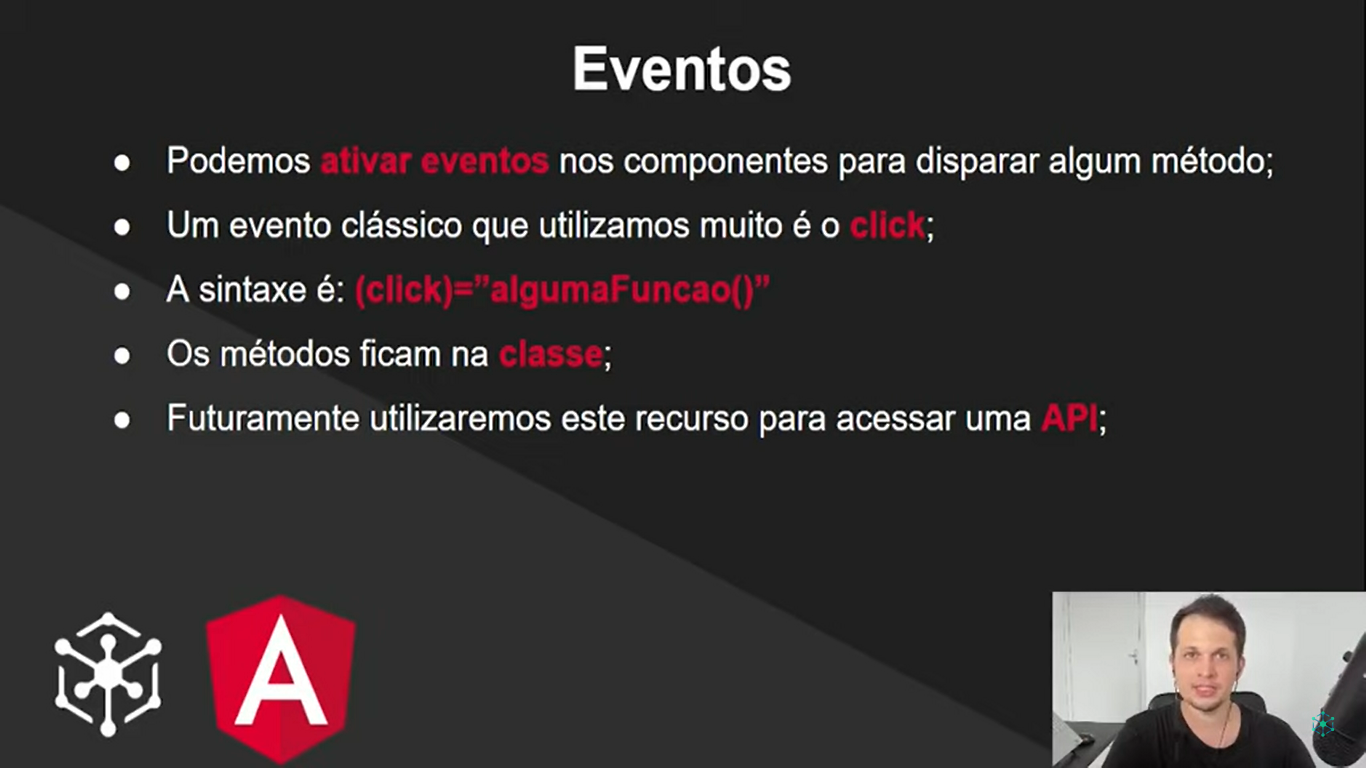 Eventos
● Podemos ativar eventos nos componentes para disparar algum método;
● Um evento clássico que utilizamos muito é o click;
● A sintaxe é: (click)=”algumaFuncao()”
● Os métodos ficam na classe;
● Futuramente utilizaremos este recurso para acessar uma API;
A